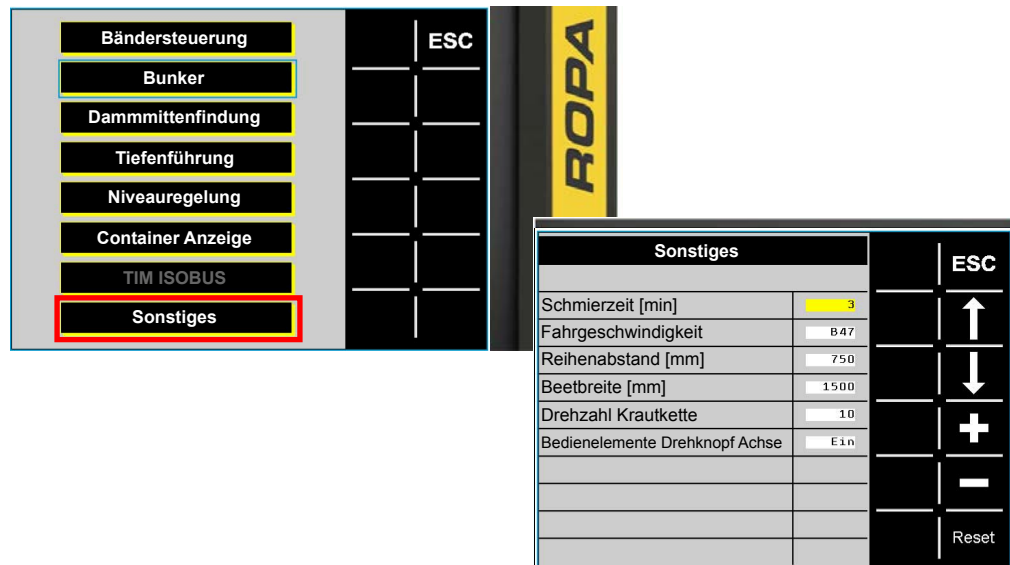 Bändersteuerung
ESC
Bunker
Dammmittenfindung
Tiefenführung
Niveauregelung
Container Anzeige
TIM ISOBUS
Sonstiges
ROPA
Sonstiges
ESC
Schmierzeit [min] 3
Fahrgeschwindigkeit B47
Reihenabstand [mm] 750
Beetbreite [mm] 1500
Drehzahl Krautkette 10
Bedienelemente Drehknopf Achse Ein
Reset